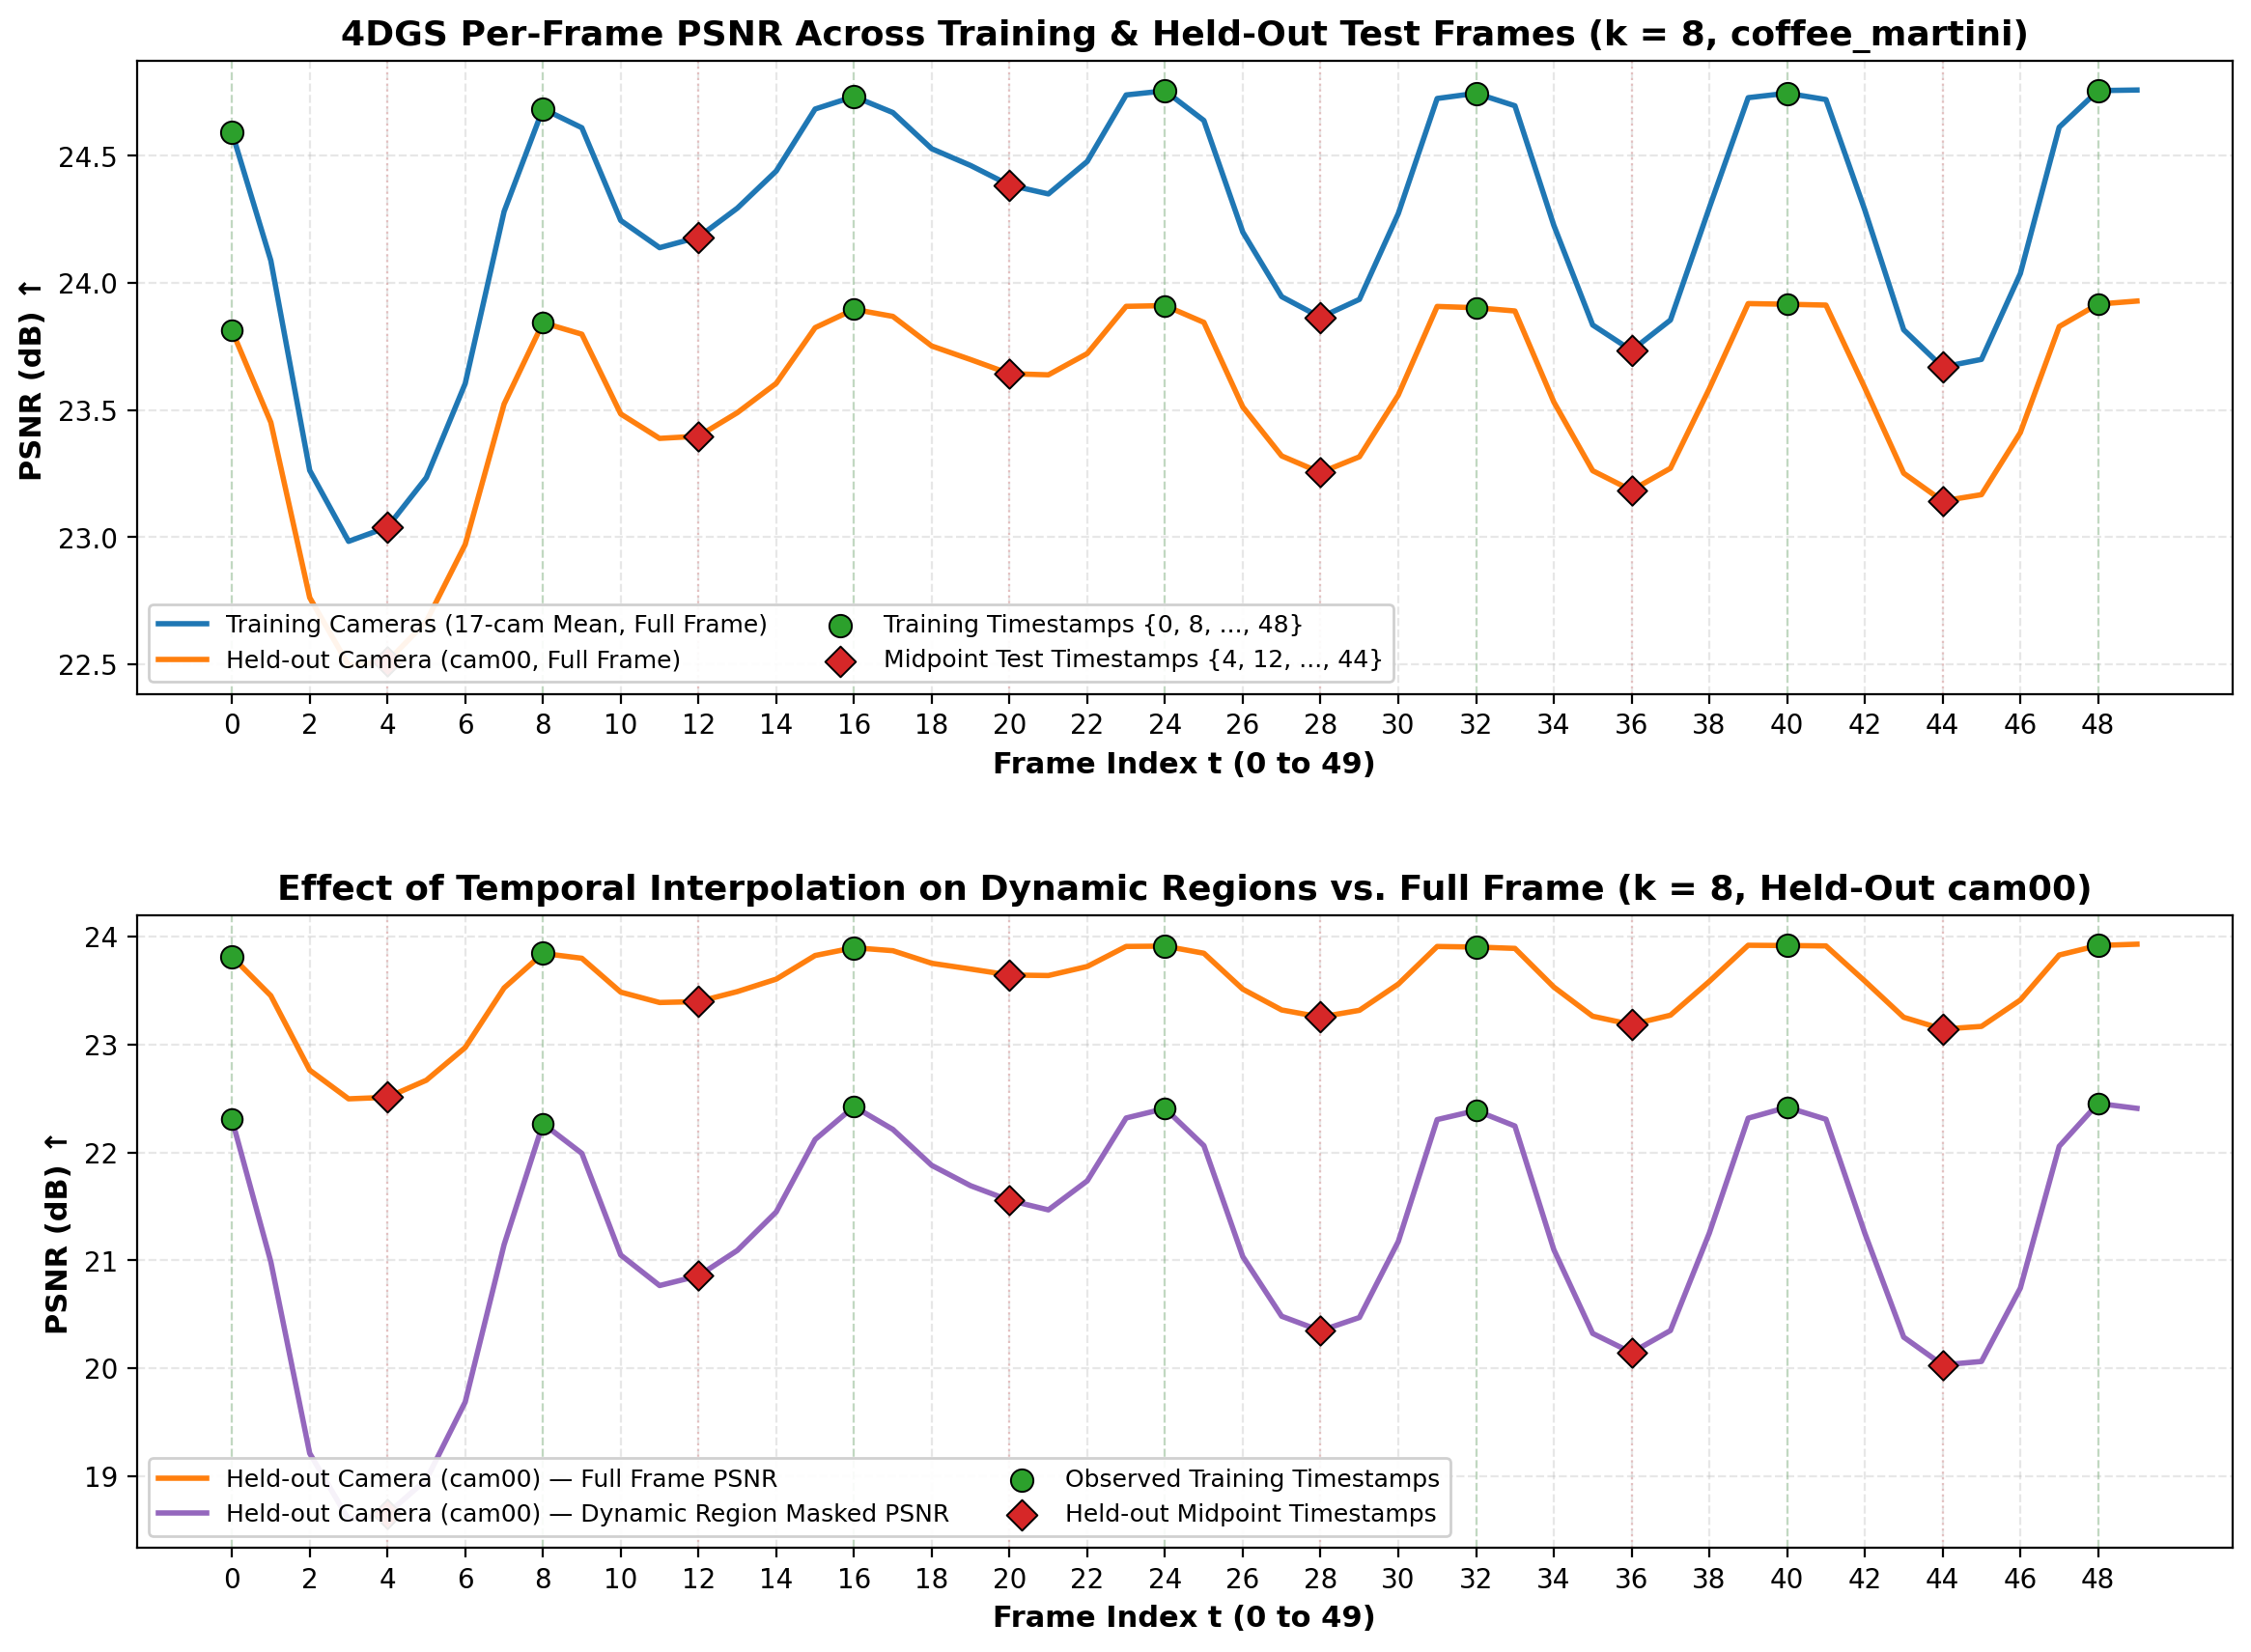 4DGS Per-Frame PSNR Across Training & Held-Out Test Frames (k = 8, coffee_martini)
PSNR (dB) ↑
24.5
24.0
23.5
23.0
22.5
Training Cameras (17-cam Mean, Full Frame)
Held-out Camera (cam00, Full Frame)
Training Timestamps {0, 8, ..., 48}
Midpoint Test Timestamps {4, 12, ..., 44}
0 2 4 6 8 10 12 14 16 18 20 22 24 26 28 30 32 34 36 38 40 42 44 46 48
Frame Index t (0 to 49)
Effect of Temporal Interpolation on Dynamic Regions vs. Full Frame (k = 8, Held-Out cam00)
PSNR (dB) ↑
24
23
22
21
20
19
Held-out Camera (cam00) — Full Frame PSNR
Held-out Camera (cam00) — Dynamic Region Masked PSNR
Observed Training Timestamps
Held-out Midpoint Timestamps
0 2 4 6 8 10 12 14 16 18 20 22 24 26 28 30 32 34 36 38 40 42 44 46 48
Frame Index t (0 to 49)